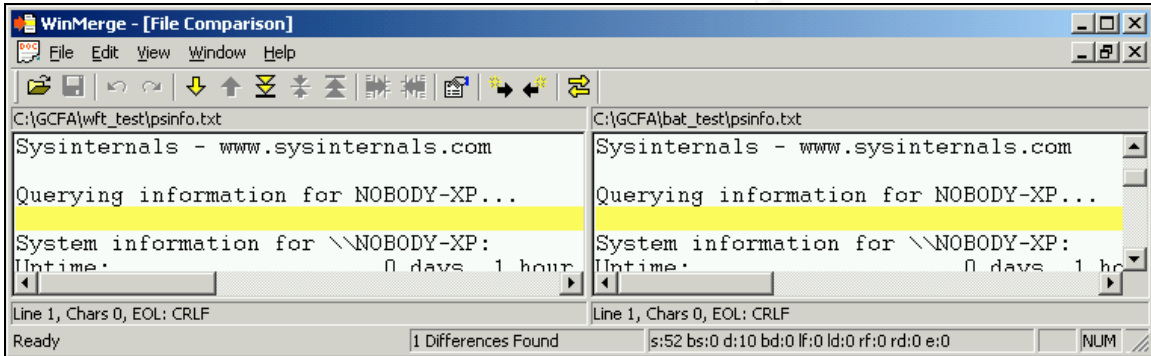 WinMerge - [File Comparison]
File Edit View Window Help
C:\GCFA\wft_test\psinfo.txt
C:\GCFA\bat_test\psinfo.txt
Sysinternals - www.sysinternals.com
Querying information for NOBODY-XP...
System information for \\NOBODY-XP:
Uptime: 0 days 1 hour
Sysinternals - www.sysinternals.com
Querying information for NOBODY-XP...
System information for \\NOBODY-XP:
Uptime: 0 days 1 ho
Line 1, Chars 0, EOL: CRLF
Line 1, Chars 0, EOL: CRLF
Ready
1 Differences Found
s:52 bs:0 d:10 bd:0 lf:0 ld:0 rf:0 rd:0 e:0
NUM